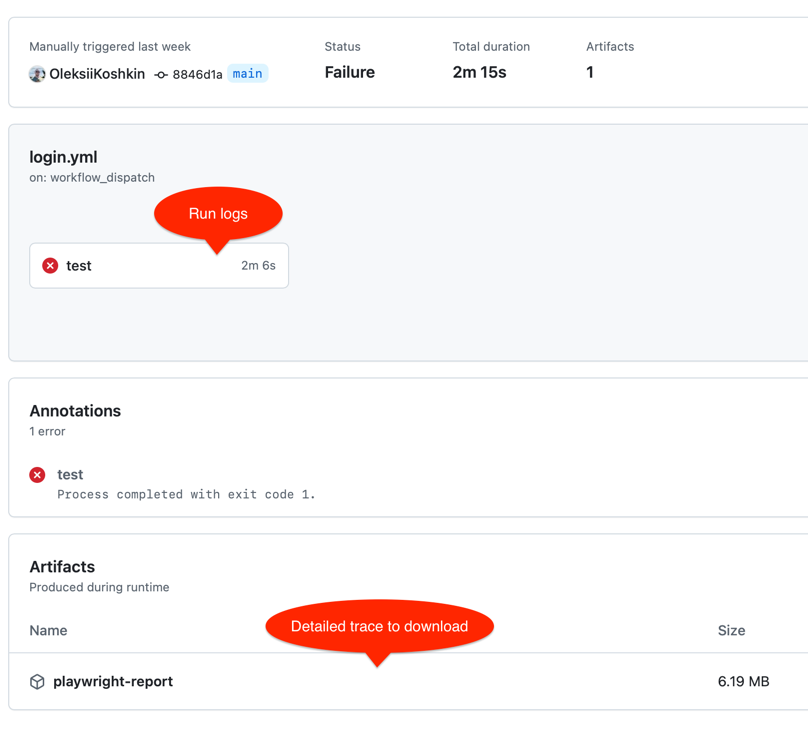 Manually triggered last week
Status
Total duration
Artifacts
OleksiiKoshkin 8846d1a main
Failure
2m 15s
1
login.yml
on: workflow_dispatch
Run logs
test
2m 6s
Annotations
1 error
test
Process completed with exit code 1.
Artifacts
Produced during runtime
Detailed trace to download
Name
Size
playwright-report
6.19 MB